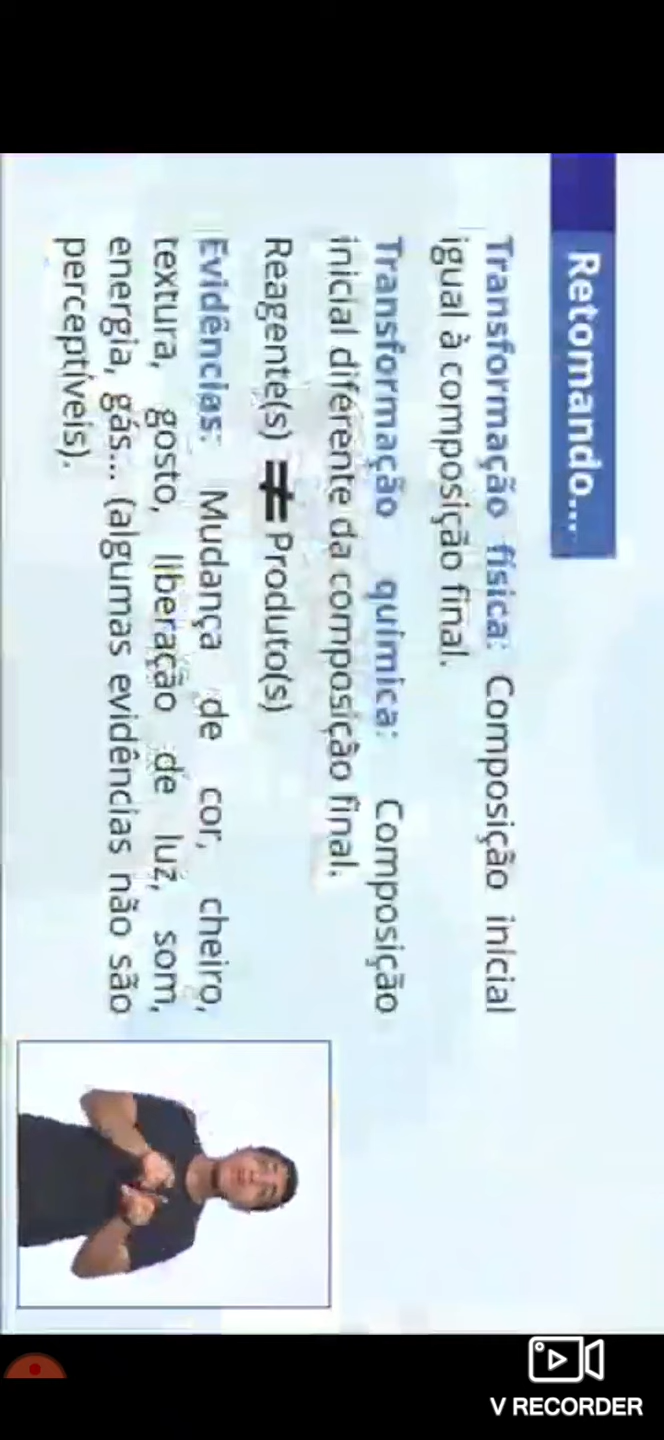 Retomando...
Transformação física: Composição inicial
igual à composição final.
Transformação química: Composição
inicial diferente da composição final.
Reagente(s) ≠ Produto(s)
Evidências: Mudança de cor, cheiro,
textura, gosto, liberação de luz, som,
energia, gás... (algumas evidências não são
perceptíveis).
V RECORDER